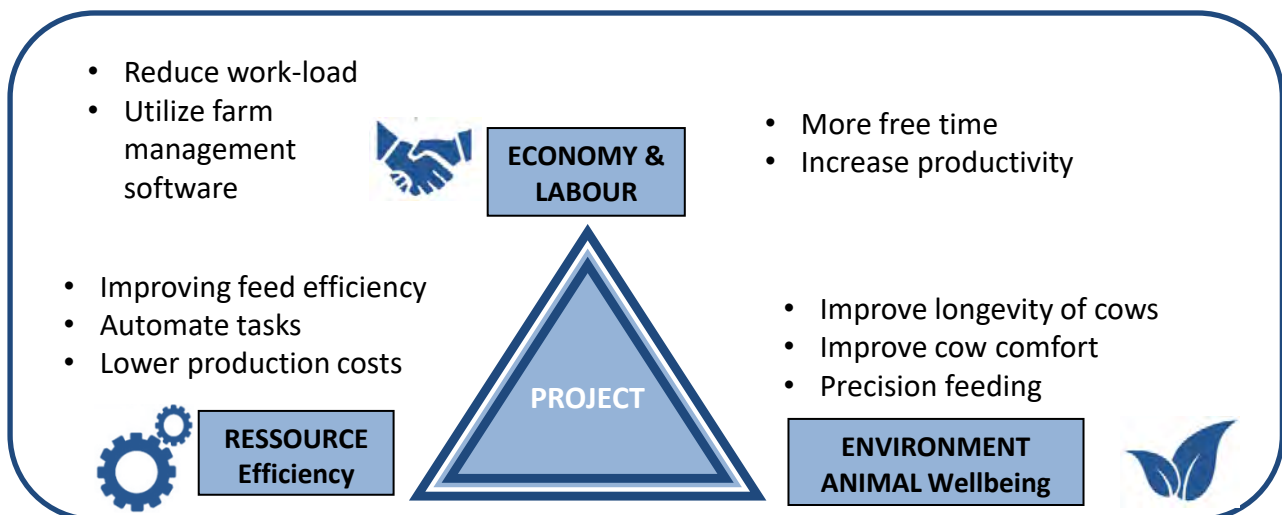 • Reduce work-load
• Utilize farm
management
software
ECONOMY &
LABOUR
• More free time
• Increase productivity
• Improving feed efficiency
• Automate tasks
• Lower production costs
• Improve longevity of cows
• Improve cow comfort
• Precision feeding
PROJECT
RESSOURCE
Efficiency
ENVIRONMENT
ANIMAL Wellbeing